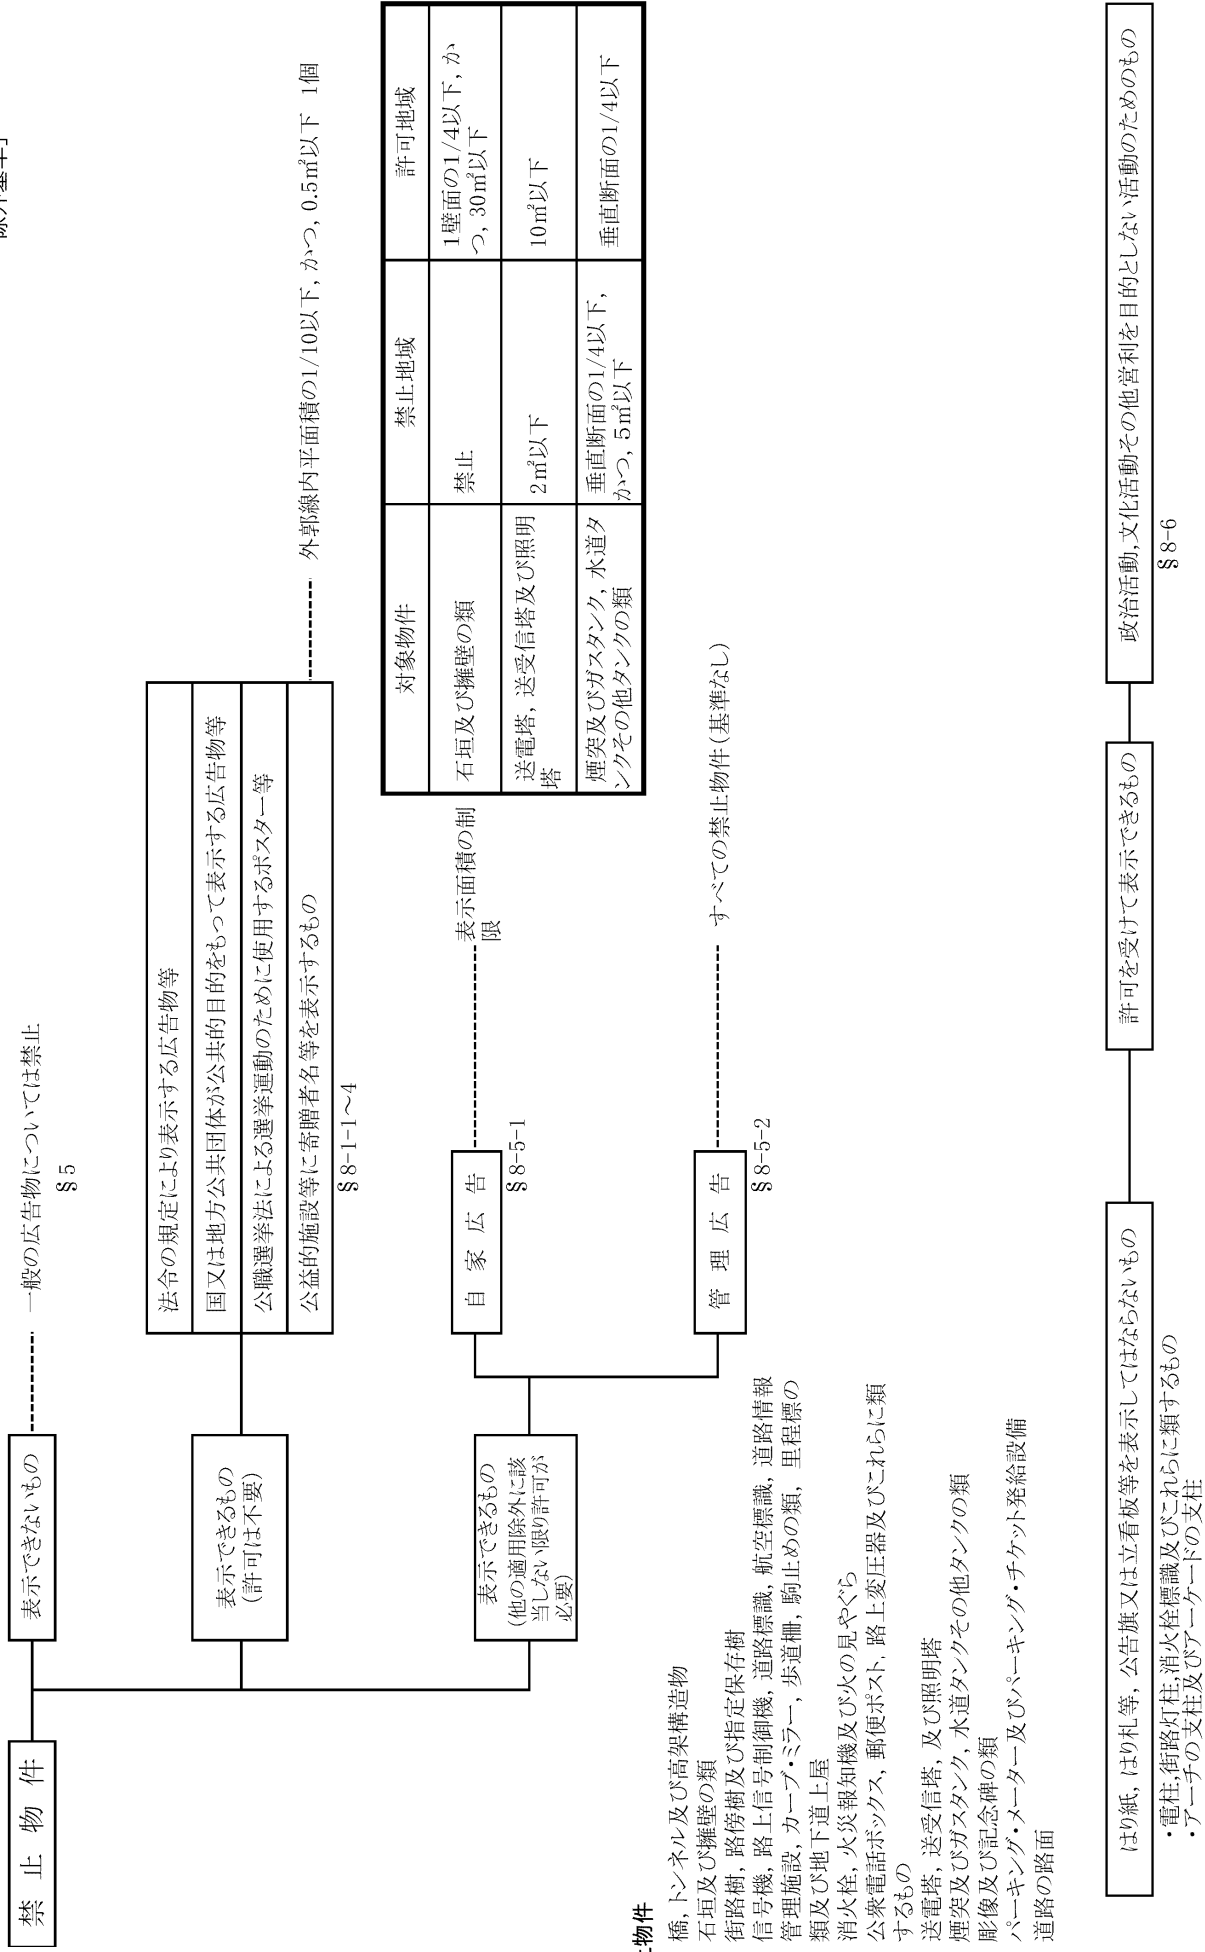 除外基準」
禁止物件
表示できないもの
一般の広告物については禁止
§5
表示できるもの
(許可は不要)
法令の規定により表示する広告物等
国又は地方公共団体が公共的目的をもって表示する広告物等
公職選挙法による選挙運動のために使用するポスター等
公益的施設等に寄贈者名等を表示するもの
§8-1-1～4
外郭線内平面積の1/10以下，かつ，0.5㎡以下 1個
表示できるもの
(他の適用除外に該
当しない限り許可が
必要)
自家広告
§8-5-1
表示面積の制
限
対象物件
禁止地域
許可地域
石垣及び擁壁の類
禁止
1壁面の1/4以下，か
つ，30㎡以下
送電塔，送受信塔及び照明
塔
2㎡以下
10㎡以下
煙突及びガスタンク，水道タ
ンクその他タンクの類
垂直断面の1/4以下，
かつ，5㎡以下
垂直断面の1/4以下
管理広告
§8-5-2
すべての禁止物件(基準なし)
物件
橋，トンネル及び高架構造物
石垣及び擁壁の類
街路樹，路傍樹及び指定保存樹
信号機，路上信号制御機，道路標識，航空標識，道路情報
管理施設，カーブ・ミラー，歩道柵，駒止めの類，里程標の
類及び地下道上屋
消火栓，火災報知機及び火の見やぐら
公衆電話ボックス，郵便ポスト，路上変圧器及びこれらに類
するもの
送電塔，送受信塔，及び照明塔
煙突及びガスタンク，水道タンクその他タンクの類
彫像及び記念碑の類
パーキング・メーター及びパーキング・チケット発給設備
道路の路面
はり紙，はり札等，広告旗又は立看板等を表示してはならないもの
・電柱，街路灯柱，消火栓標識及びこれらに類するもの
・アーチの支柱及びアーケードの支柱
許可を受けて表示できるもの
政治活動，文化活動その他営利を目的としない活動のためのもの
§8-6